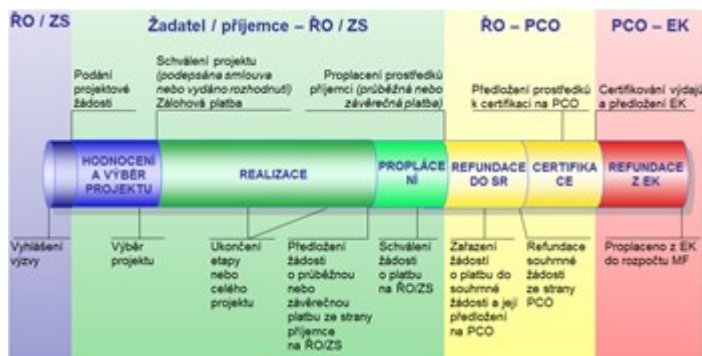 ŘO / ZS
Žadatel / příjemce – ŘO / ZS
ŘO – PCO
PCO – EK
Podání
projektové
žádosti
Schválení projektu
(podepsána smlouva
nebo vydáno rozhodnutí)
Zálohová platba
Proplacení prostředků
příjemci (průběžná nebo
závěrečná platba)
Předložení prostředků
k certifikaci na PCO
Certifikování výdajů
a předložení EK
HODNOCENÍ
A VÝBĚR
PROJEKTU
REALIZACE
PROPLÁCE
NÍ
REFUNDACE
DO SR
CERTIFIKA
CE
REFUNDACE
Z EK
Vyhlášení
výzvy
Výběr
projektu
Ukončení
etapy
nebo
celého
projektu
Předložení
žádosti
o průběžnou
nebo
závěrečnou
platbu ze strany
příjemce
na ŘO/ZS
Schválení
žádosti
o platbu
na ŘO/ZS
Zařazení
žádosti
o platbu do
souhrné
žádosti a její
předložení
na PCO
Refundace
souhrné
žádosti
ze strany
PCO
Proplaceno z EK
do rozpočtu MF